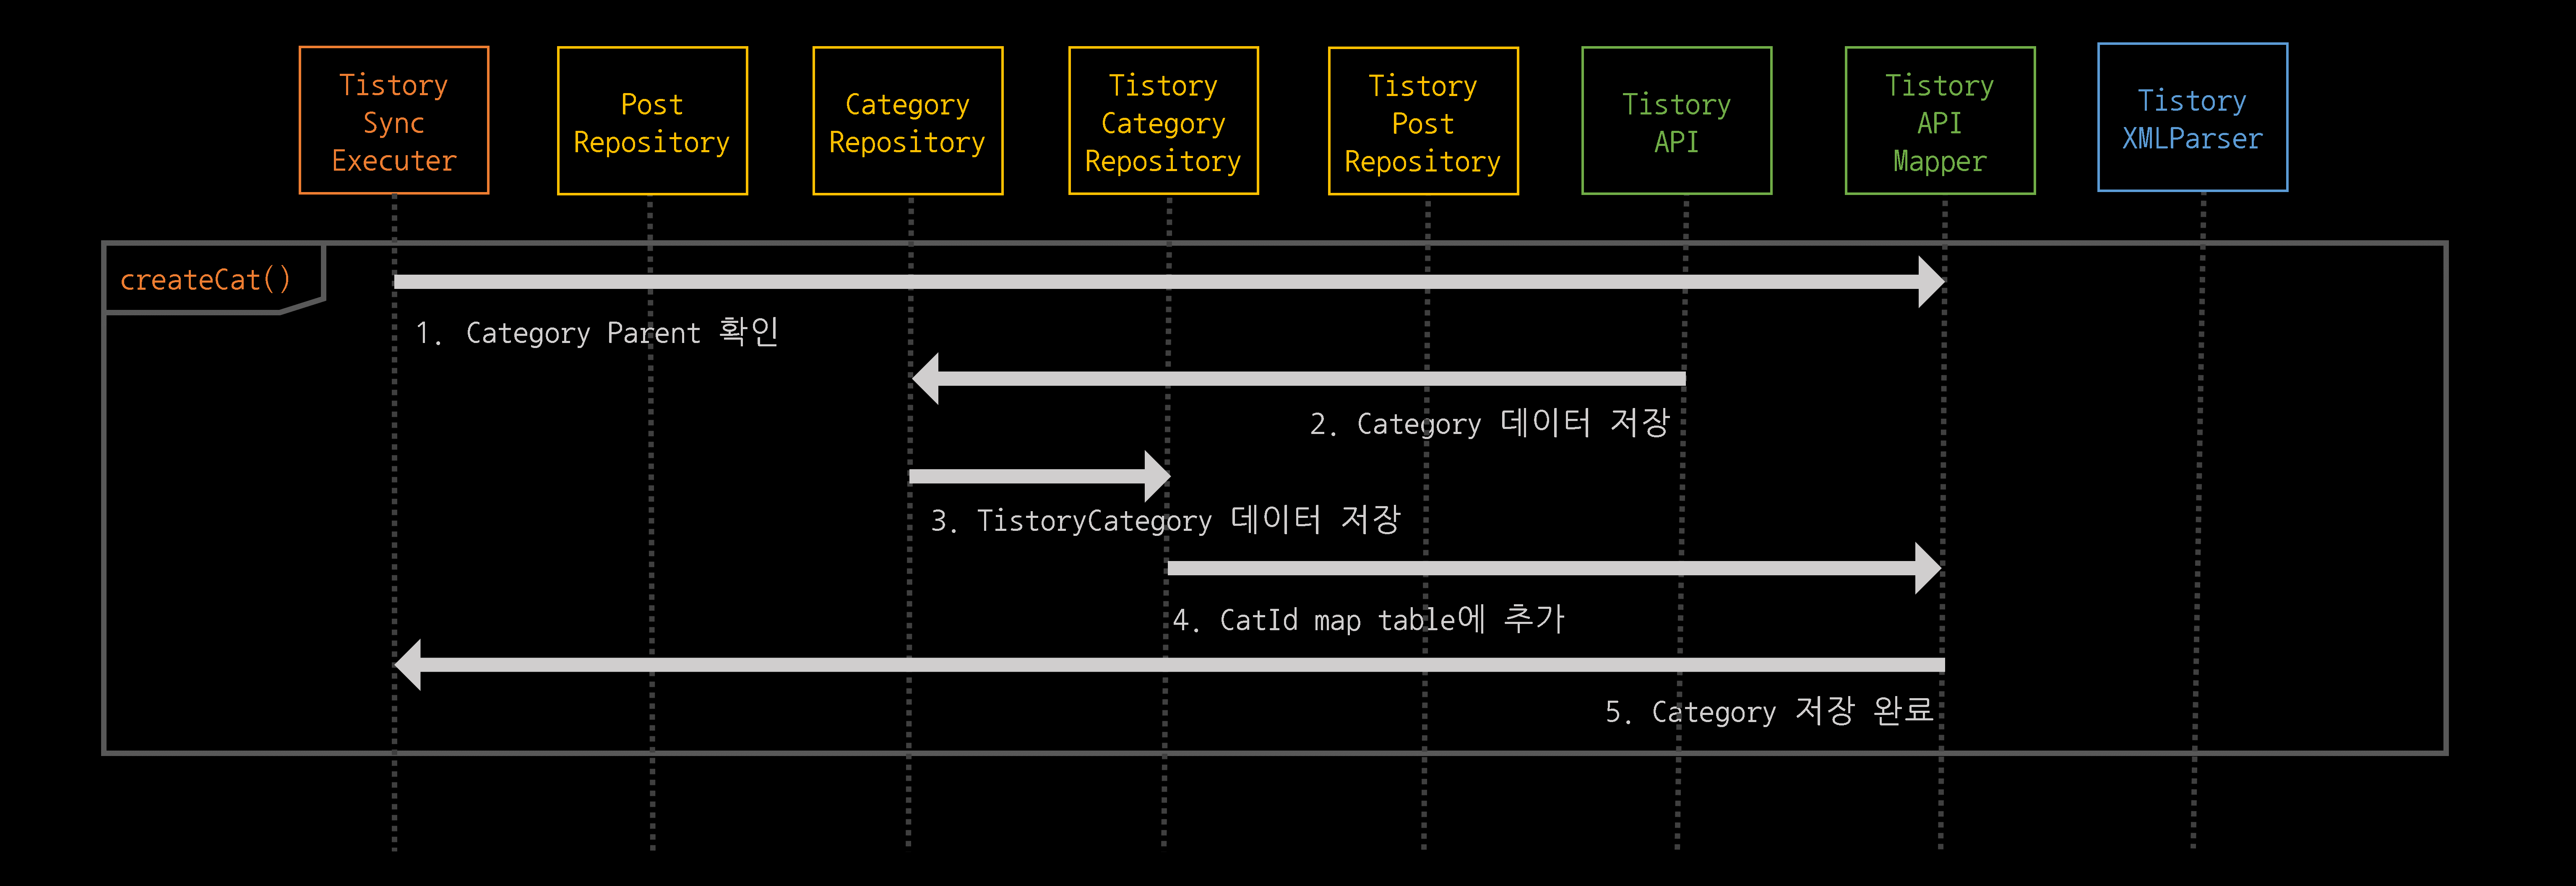 Tistory
Sync
Executer
Post
Repository
Category
Repository
Tistory
Category
Repository
Tistory
Post
Repository
Tistory
API
Tistory
API
Mapper
Tistory
XMLParser
createCat()
1. Category Parent 확인
2. Category 데이터 저장
3. TistoryCategory 데이터 저장
4. CatId map table에 추가
5. Category 저장 완료